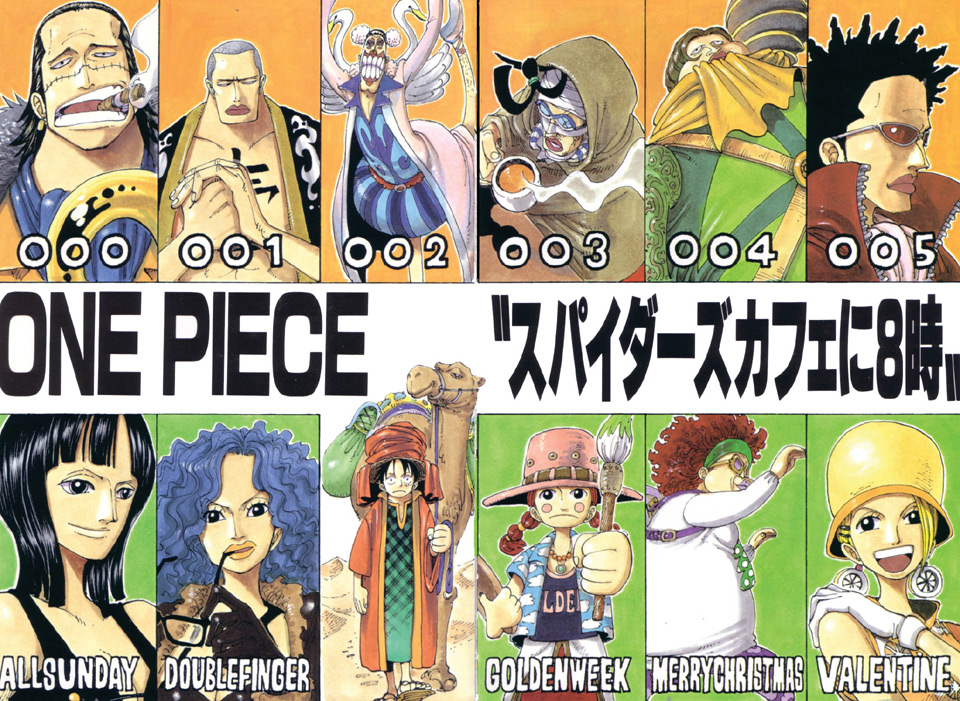 000 001 002 003 004 005
ONE PIECE "スパイダーズカフェに8時"
LDE
ALLSUNDAY DOUBLEFINGER GOLDENWEEK MERRYCHRISTMAS VALENTINE